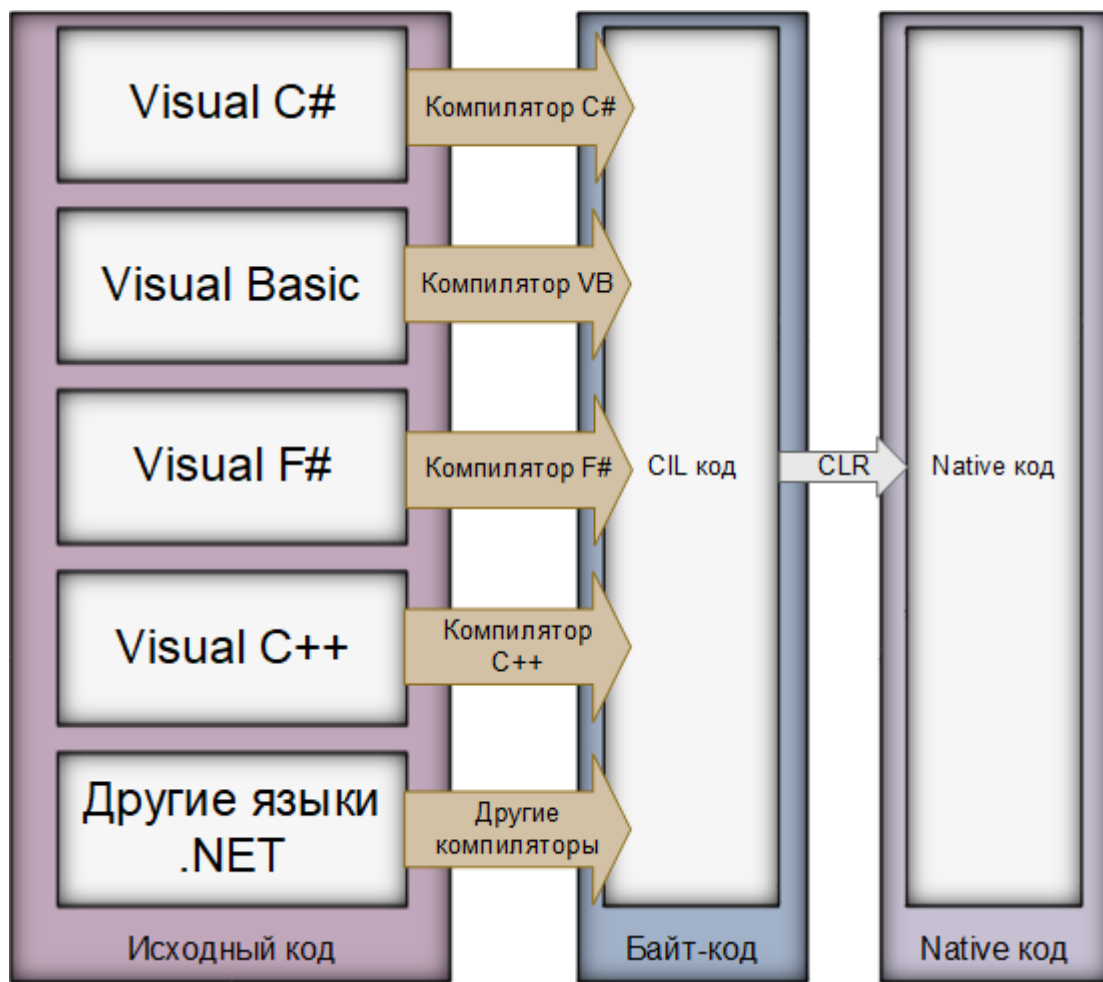 Visual C#
Компилятор C#
Visual Basic
Компилятор VB
Visual F#
Компилятор F#
CIL код
CLR
Native код
Visual C++
Компилятор
C++
Другие языки
.NET
Другие
компиляторы
Исходный код
Байт-код
Native код